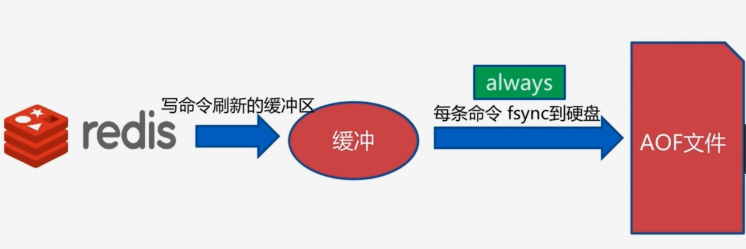 redis
写命令刷新的缓冲区
缓冲
always
每条命令 fsync到硬盘
AOF文件